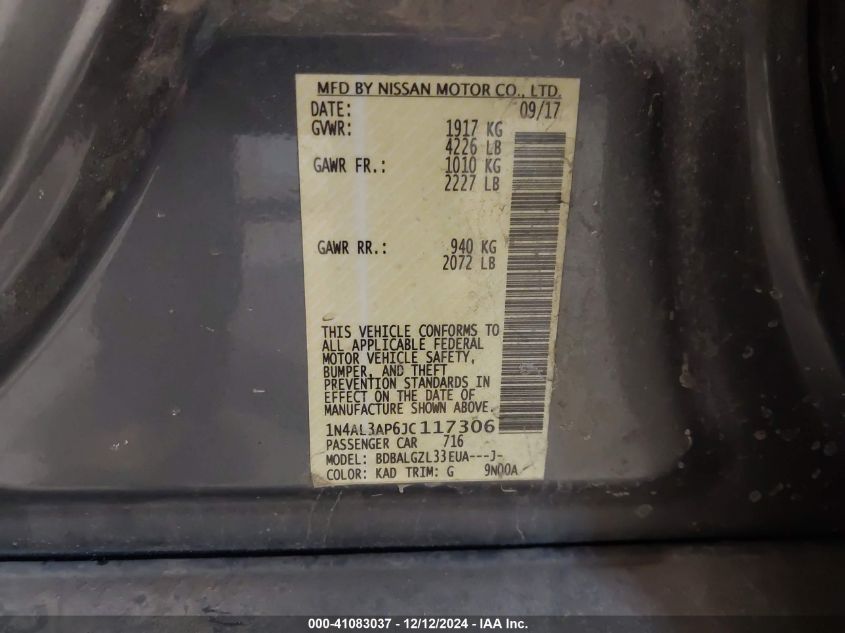 MFD BY NISSAN MOTOR CO., LTD.
DATE: 09/17
GVWR: 1917 KG
4226 LB
GAWR FR.: 1010 KG
2227 LB
GAWR RR.: 940 KG
2072 LB
THIS VEHICLE CONFORMS TO
ALL APPLICABLE FEDERAL
MOTOR VEHICLE SAFETY,
BUMPER, AND THEFT
PREVENTION STANDARDS IN
EFFECT ON THE DATE OF
MANUFACTURE SHOWN ABOVE.
1N4AL3AP6JC117306
PASSENGER CAR 716
MODEL: BDBALGZL33EUA---J-
COLOR: KAD TRIM: G 9N00A
000-41083037 - 12/12/2024 - IAA Inc.